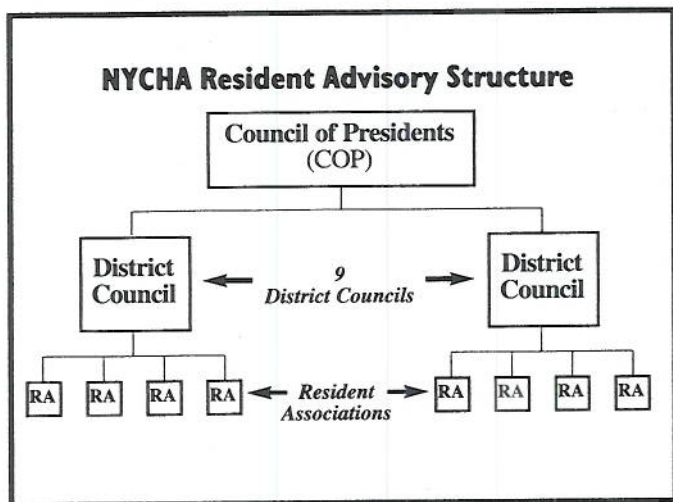 NYCHA Resident Advisory Structure
Council of Presidents
(COP)
District
Council
9
District Councils
District
Council
RA RA RA RA
Resident
Associations
RA RA RA RA